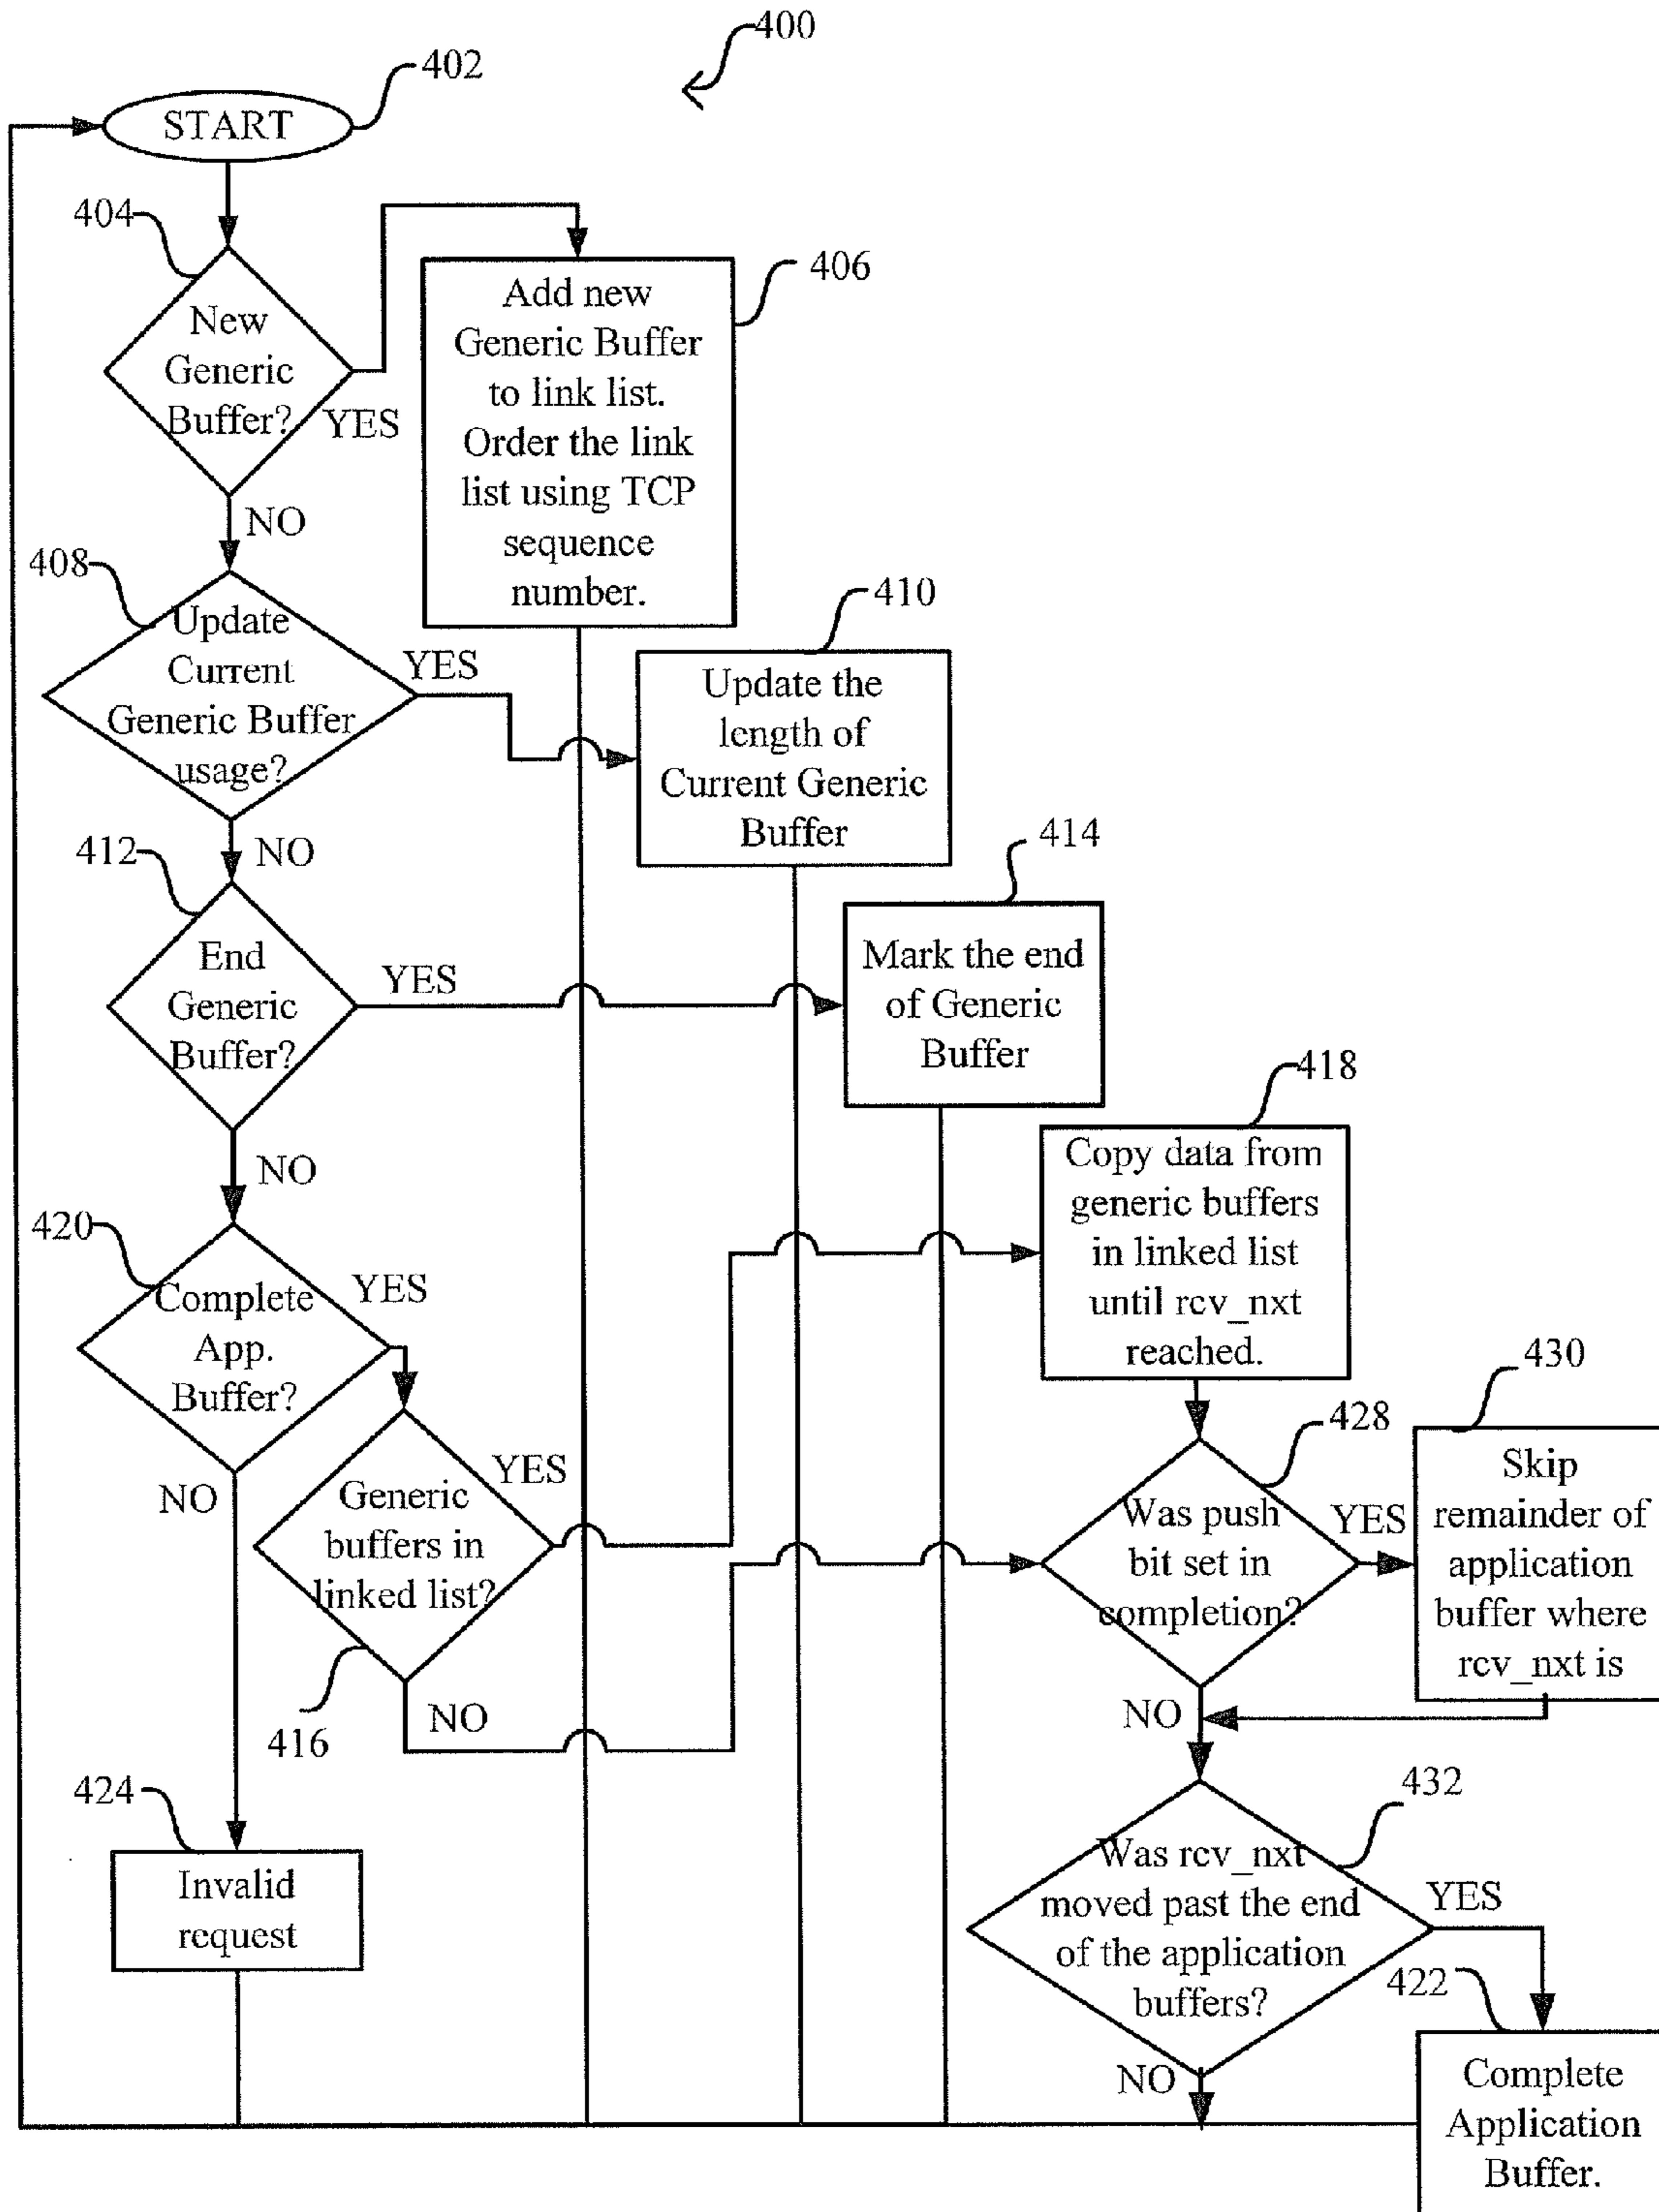 400
402
START
404
New
Generic
Buffer?
YES
NO
406
Add new
Generic Buffer
to link list.
Order the link
list using TCP
sequence
number.
408
Update
Current
Generic Buffer
usage?
YES
NO
410
Update the
length of
Current Generic
Buffer
412
End
Generic
Buffer?
YES
NO
414
Mark the end
of Generic
Buffer
418
Copy data from
generic buffers
in linked list
until rcv_nxt
reached.
420
Complete
App.
Buffer?
YES
NO
Generic
buffers in
linked list?
YES
NO
416
428
Was push
bit set in
completion?
YES
NO
430
Skip
remainder of
application
buffer where
rcv_nxt is
424
Invalid
request
432
Was rcv_nxt
moved past the end
of the application
buffers?
YES
NO
422
Complete
Application
Buffer.